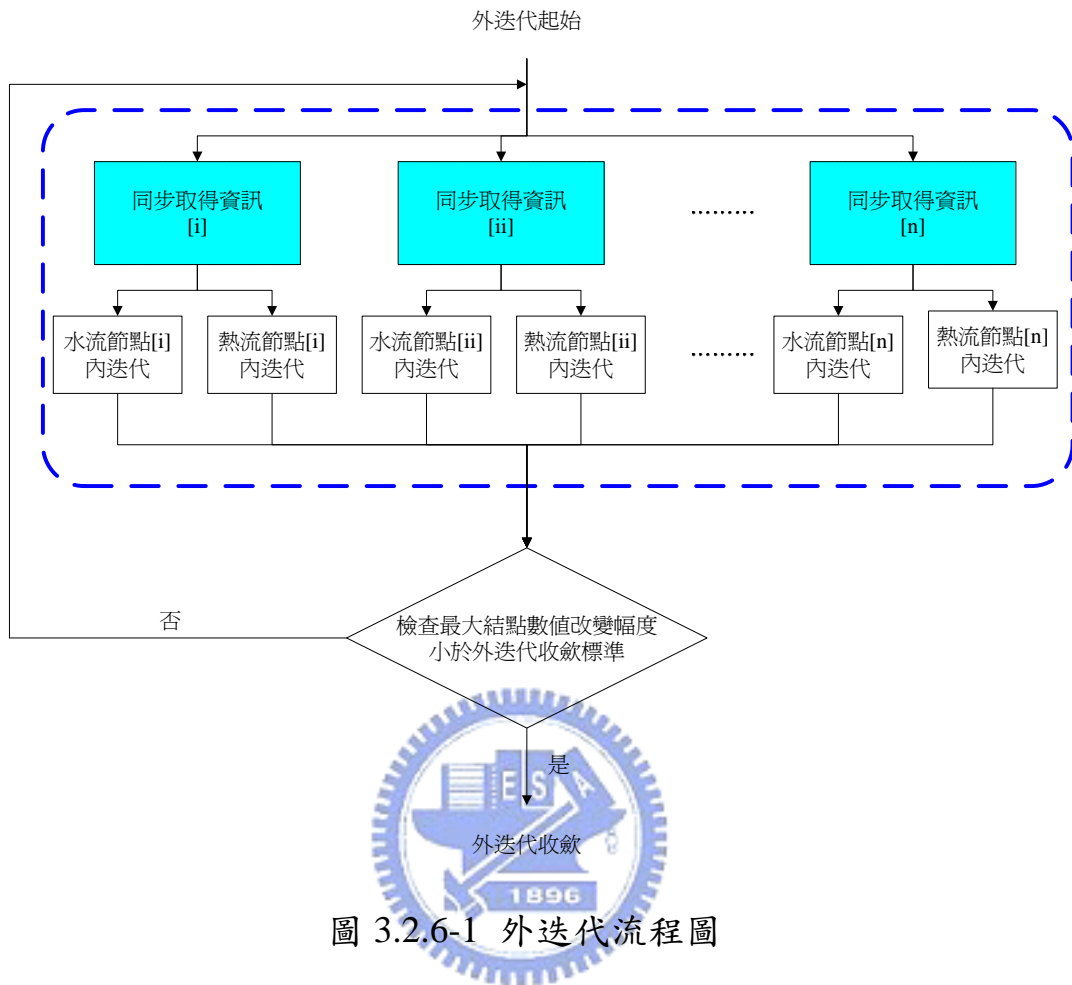 外迭代起始
同步取得資訊
[i]
同步取得資訊
[ii]
………
同步取得資訊
[n]
水流節點[i]
內迭代
熱流節點[i]
內迭代
水流節點[ii]
內迭代
熱流節點[ii]
內迭代
………
水流節點[n]
內迭代
熱流節點[n]
內迭代
否
檢查最大結點數值改變幅度
小於外迭代收斂標準
是
E S A
外迭代收斂
1896
圖 3.2.6-1 外迭代流程圖